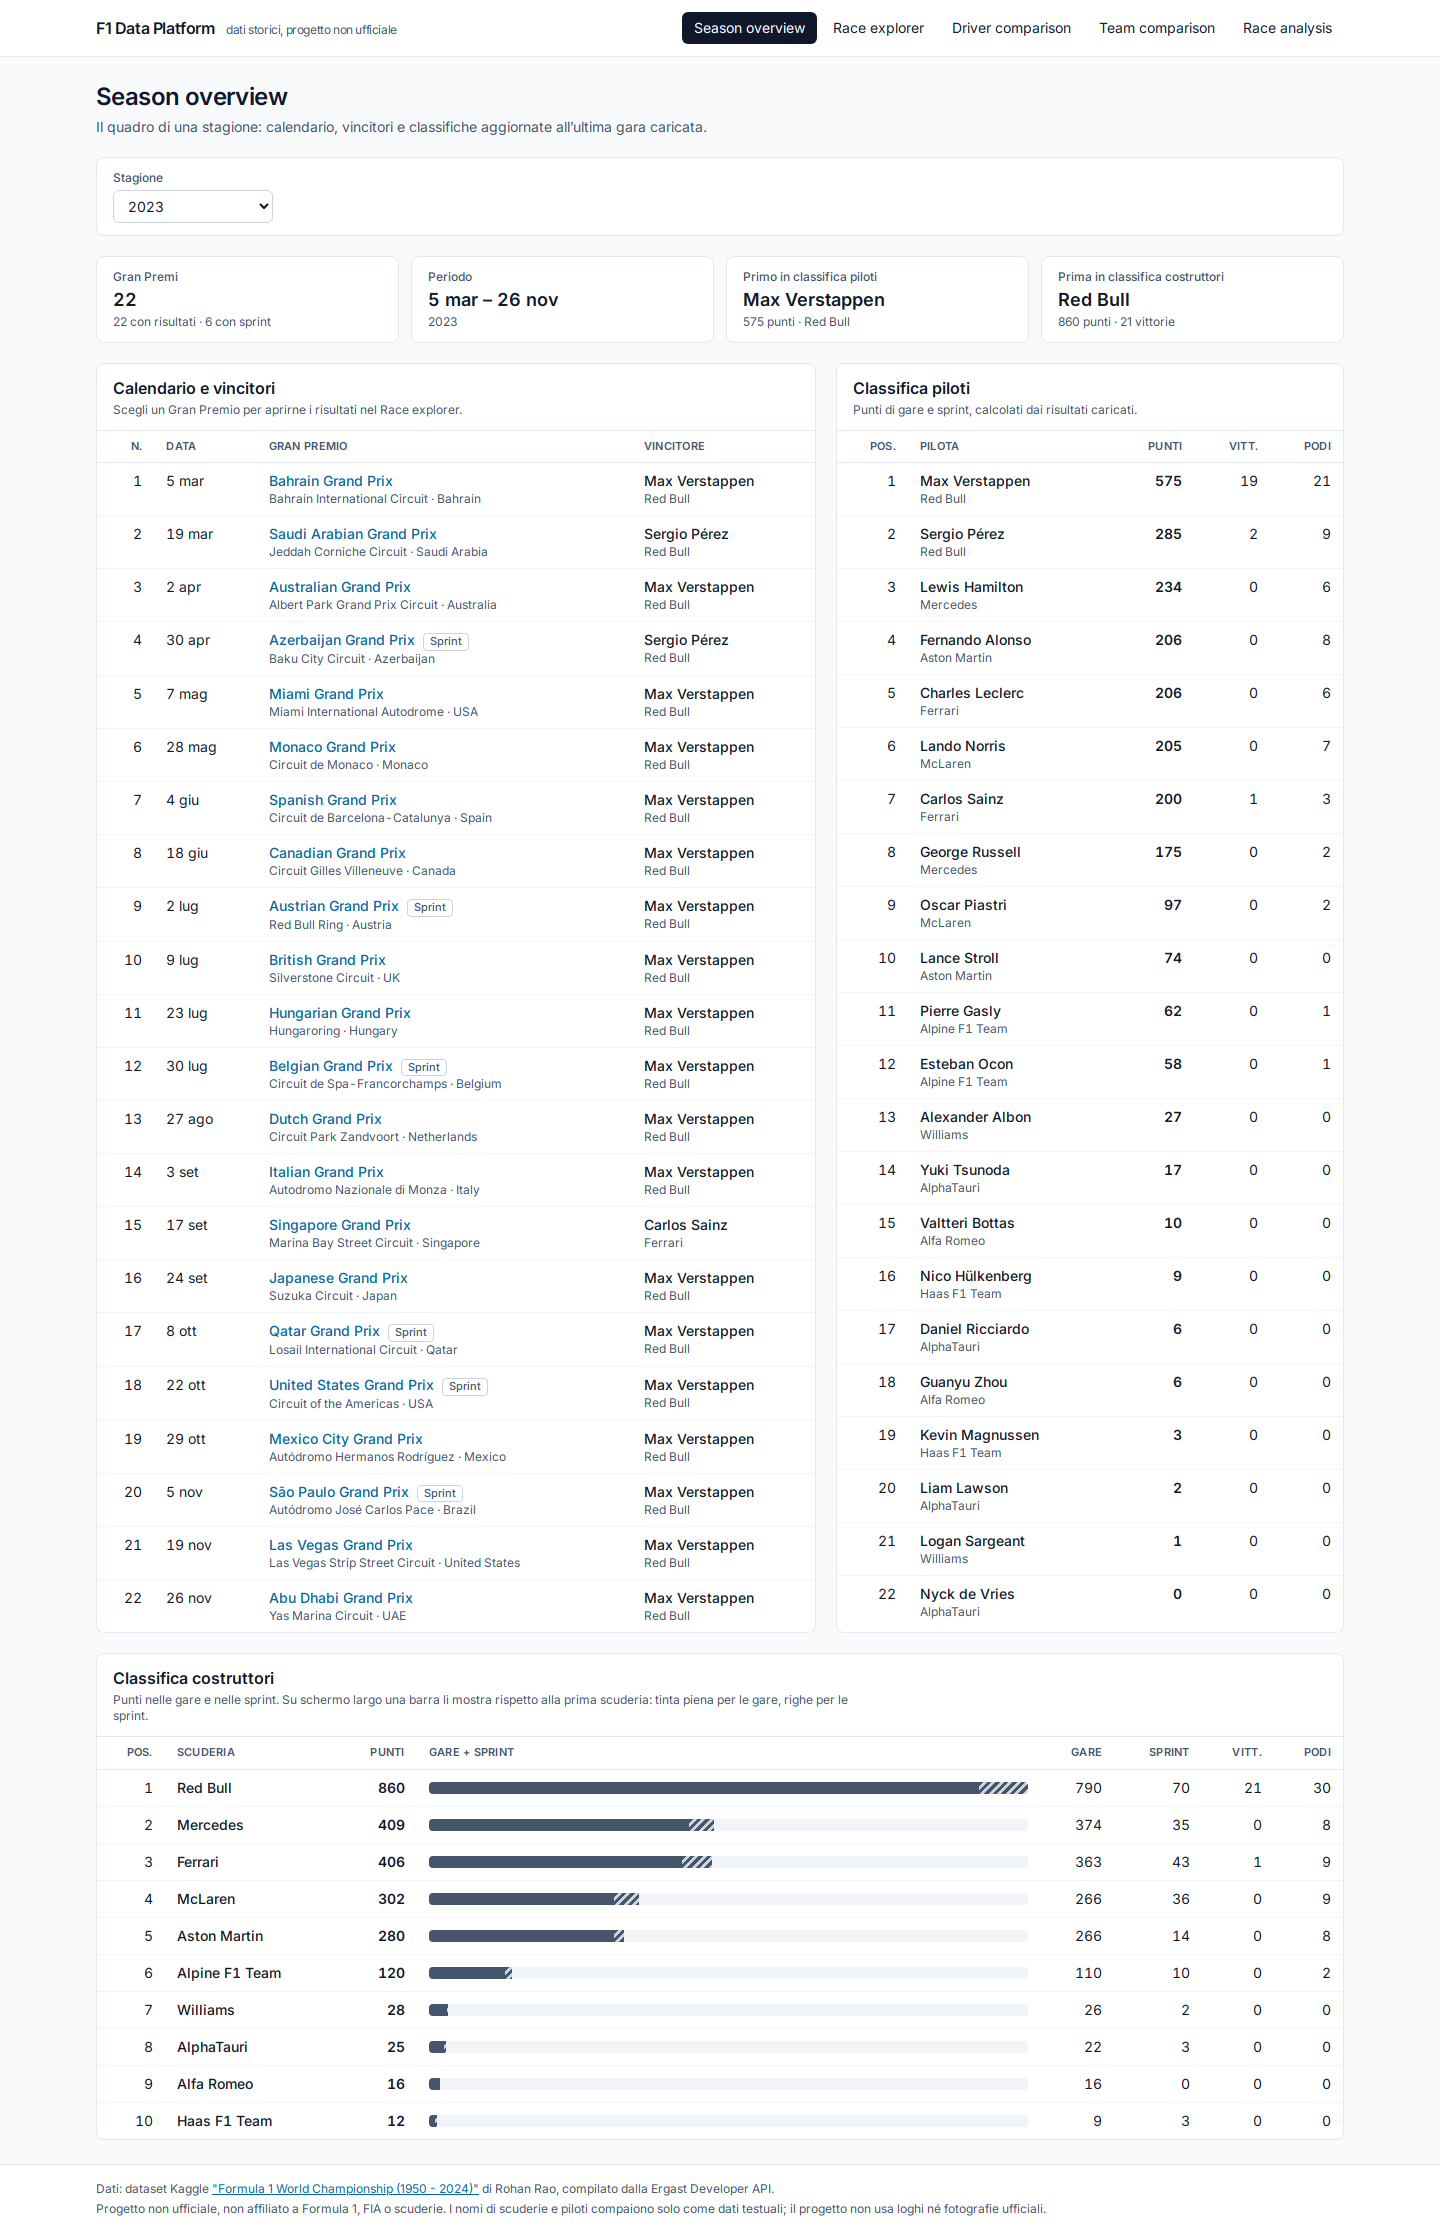 F1 Data Platform dati storici, progetto non ufficiale Season overview Race explorer Driver comparison Team comparison Race analysis
Season overview
Il quadro di una stagione: calendario, vincitori e classifiche aggiornate all’ultima gara caricata.
Stagione
2023
Gran Premi
22
22 con risultati · 6 con sprint
Periodo
5 mar – 26 nov
2023
Primo in classifica piloti
Max Verstappen
575 punti · Red Bull
Prima in classifica costruttori
Red Bull
860 punti · 21 vittorie
Calendario e vincitori
Scegli un Gran Premio per aprirne i risultati nel Race explorer.
N. DATA GRAN PREMIO VINCITORE
1 5 mar Bahrain Grand Prix Max Verstappen
Bahrain International Circuit · Bahrain Red Bull
2 19 mar Saudi Arabian Grand Prix Sergio Pérez
Jeddah Corniche Circuit · Saudi Arabia Red Bull
3 2 apr Australian Grand Prix Max Verstappen
Albert Park Grand Prix Circuit · Australia Red Bull
4 30 apr Azerbaijan Grand Prix Sprint Sergio Pérez
Baku City Circuit · Azerbaijan Red Bull
5 7 mag Miami Grand Prix Max Verstappen
Miami International Autodrome · USA Red Bull
6 28 mag Monaco Grand Prix Max Verstappen
Circuit de Monaco · Monaco Red Bull
7 4 giu Spanish Grand Prix Max Verstappen
Circuit de Barcelona-Catalunya · Spain Red Bull
8 18 giu Canadian Grand Prix Max Verstappen
Circuit Gilles Villeneuve · Canada Red Bull
9 2 lug Austrian Grand Prix Sprint Max Verstappen
Red Bull Ring · Austria Red Bull
10 9 lug British Grand Prix Max Verstappen
Silverstone Circuit · UK Red Bull
11 23 lug Hungarian Grand Prix Max Verstappen
Hungaroring · Hungary Red Bull
12 30 lug Belgian Grand Prix Sprint Max Verstappen
Circuit de Spa-Francorchamps · Belgium Red Bull
13 27 ago Dutch Grand Prix Max Verstappen
Circuit Park Zandvoort · Netherlands Red Bull
14 3 set Italian Grand Prix Max Verstappen
Autodromo Nazionale di Monza · Italy Red Bull
15 17 set Singapore Grand Prix Carlos Sainz
Marina Bay Street Circuit · Singapore Ferrari
16 24 set Japanese Grand Prix Max Verstappen
Suzuka Circuit · Japan Red Bull
17 8 ott Qatar Grand Prix Sprint Max Verstappen
Losail International Circuit · Qatar Red Bull
18 22 ott United States Grand Prix Sprint Max Verstappen
Circuit of the Americas · USA Red Bull
19 29 ott Mexico City Grand Prix Max Verstappen
Autódromo Hermanos Rodríguez · Mexico Red Bull
20 5 nov São Paulo Grand Prix Sprint Max Verstappen
Autódromo José Carlos Pace · Brazil Red Bull
21 19 nov Las Vegas Grand Prix Max Verstappen
Las Vegas Strip Street Circuit · United States Red Bull
22 26 nov Abu Dhabi Grand Prix Max Verstappen
Yas Marina Circuit · UAE Red Bull
Classifica piloti
Punti di gare e sprint, calcolati dai risultati caricati.
POS. PILOTA PUNTI VITT. PODI
1 Max Verstappen 575 19 21
Red Bull
2 Sergio Pérez 285 2 9
Red Bull
3 Lewis Hamilton 234 0 6
Mercedes
4 Fernando Alonso 206 0 8
Aston Martin
5 Charles Leclerc 206 0 6
Ferrari
6 Lando Norris 205 0 7
McLaren
7 Carlos Sainz 200 1 3
Ferrari
8 George Russell 175 0 2
Mercedes
9 Oscar Piastri 97 0 2
McLaren
10 Lance Stroll 74 0 0
Aston Martin
11 Pierre Gasly 62 0 1
Alpine F1 Team
12 Esteban Ocon 58 0 1
Alpine F1 Team
13 Alexander Albon 27 0 0
Williams
14 Yuki Tsunoda 17 0 0
AlphaTauri
15 Valtteri Bottas 10 0 0
Alfa Romeo
16 Nico Hülkenberg 9 0 0
Haas F1 Team
17 Daniel Ricciardo 6 0 0
AlphaTauri
18 Guanyu Zhou 6 0 0
Alfa Romeo
19 Kevin Magnussen 3 0 0
Haas F1 Team
20 Liam Lawson 2 0 0
AlphaTauri
21 Logan Sargeant 1 0 0
Williams
22 Nyck de Vries 0 0 0
AlphaTauri
Classifica costruttori
Punti nelle gare e nelle sprint. Su schermo largo una barra li mostra rispetto alla prima scuderia: tinta piena per le gare, righe per le
sprint.
POS. SCUDERIA PUNTI GARE + SPRINT GARE SPRINT VITT. PODI
1 Red Bull 860 790 70 21 30
2 Mercedes 409 374 35 0 8
3 Ferrari 406 363 43 1 9
4 McLaren 302 266 36 0 9
5 Aston Martin 280 266 14 0 8
6 Alpine F1 Team 120 110 10 0 2
7 Williams 28 26 2 0 0
8 AlphaTauri 25 22 3 0 0
9 Alfa Romeo 16 16 0 0 0
10 Haas F1 Team 12 9 3 0 0
Dati: dataset Kaggle "Formula 1 World Championship (1950 - 2024)" di Rohan Rao, compilato dalla Ergast Developer API.
Progetto non ufficiale, non affiliato a Formula 1, FIA o scuderie. I nomi di scuderie e piloti compaiono solo come dati testuali; il progetto non usa loghi né fotografie ufficiali.